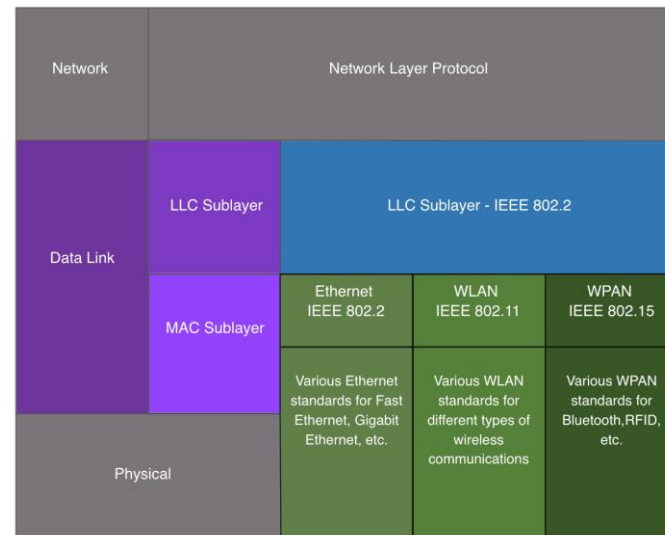 Network
Network Layer Protocol
Data Link
LLC Sublayer
LLC Sublayer - IEEE 802.2
MAC Sublayer
Ethernet
IEEE 802.2
WLAN
IEEE 802.11
WPAN
IEEE 802.15
Various Ethernet
standards for Fast
Ethernet, Gigabit
Ethernet, etc.
Various WLAN
standards for
different types of
wireless
communications
Various WPAN
standards for
Bluetooth,RFID,
etc.
Physical